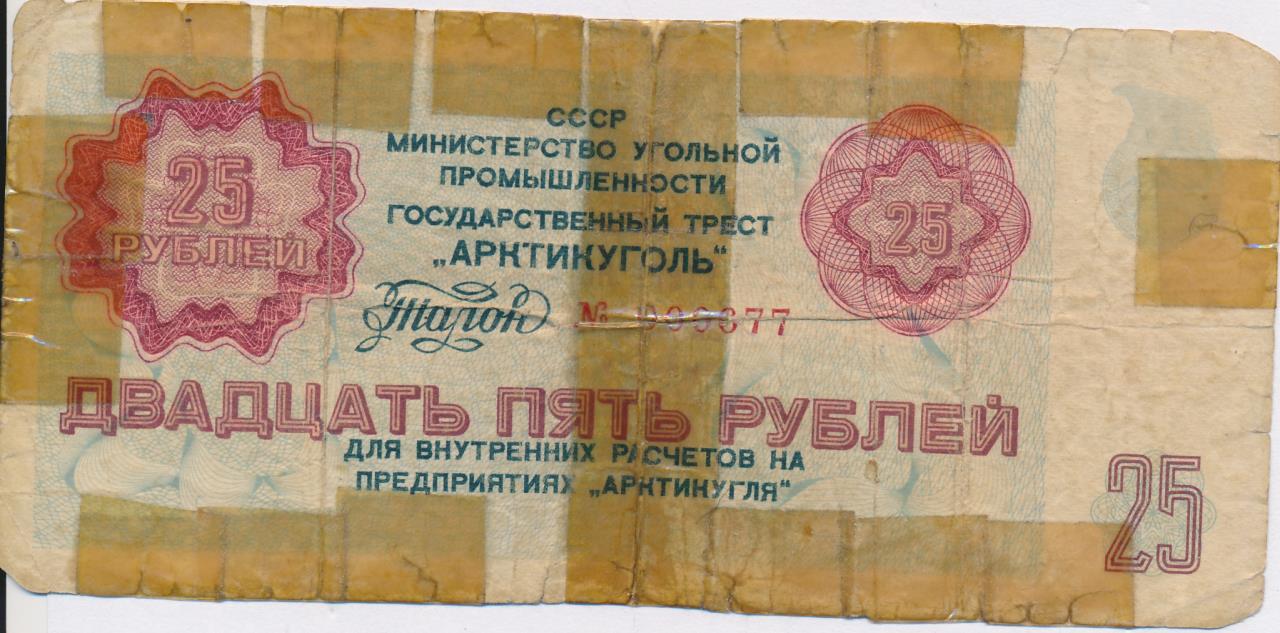 25
РУБЛЕЙ
СССР
МИНИСТЕРСТВО УГОЛЬНОЙ
ПРОМЫШЛЕННОСТИ
ГОСУДАРСТВЕННЫЙ ТРЕСТ
„АРКТИКУГОЛЬ“
Талон №
25
ДВАДЦАТЬ ПЯТЬ РУБЛЕЙ
ДЛЯ ВНУТРЕННИХ РАСЧЕТОВ НА
ПРЕДПРИЯТИЯХ „АРКТИКУГЛЯ“
25